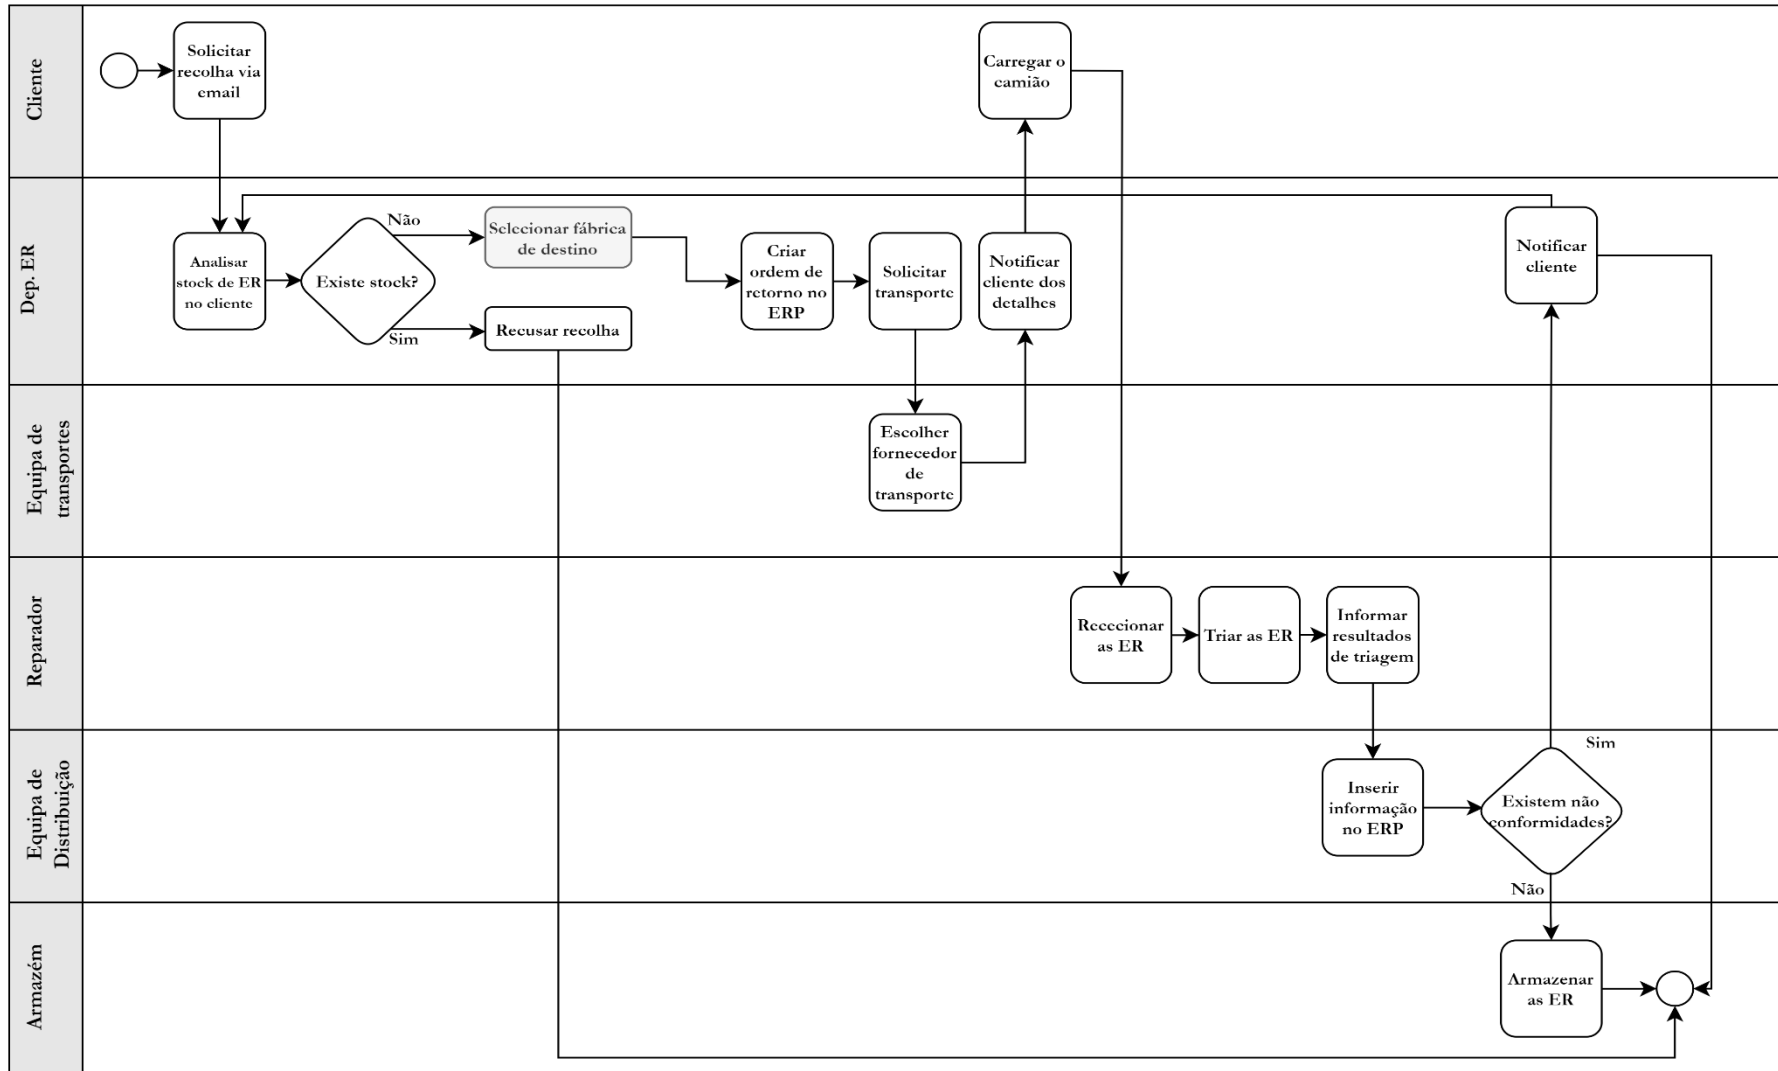 Cliente
Solicitar
recolha via
email
Carregar o
camião
Dep. ER
Analisar
stock de ER
no cliente
Existe stock?
Não
Sim
Selecionar fábrica
de destino
Recusar recolha
Criar
ordem de
retorno no
ERP
Solicitar
transporte
Notificar
cliente dos
detalhes
Notificar
cliente
Equipa de
transportes
Escolher
fornecedor
de
transporte
Reparador
Rececionar
as ER
Triar as ER
Informar
resultados
de triagem
Equipa de
Distribuição
Inserir
informação
no ERP
Existem não
conformidades?
Sim
Não
Armazém
Armazenar
as ER